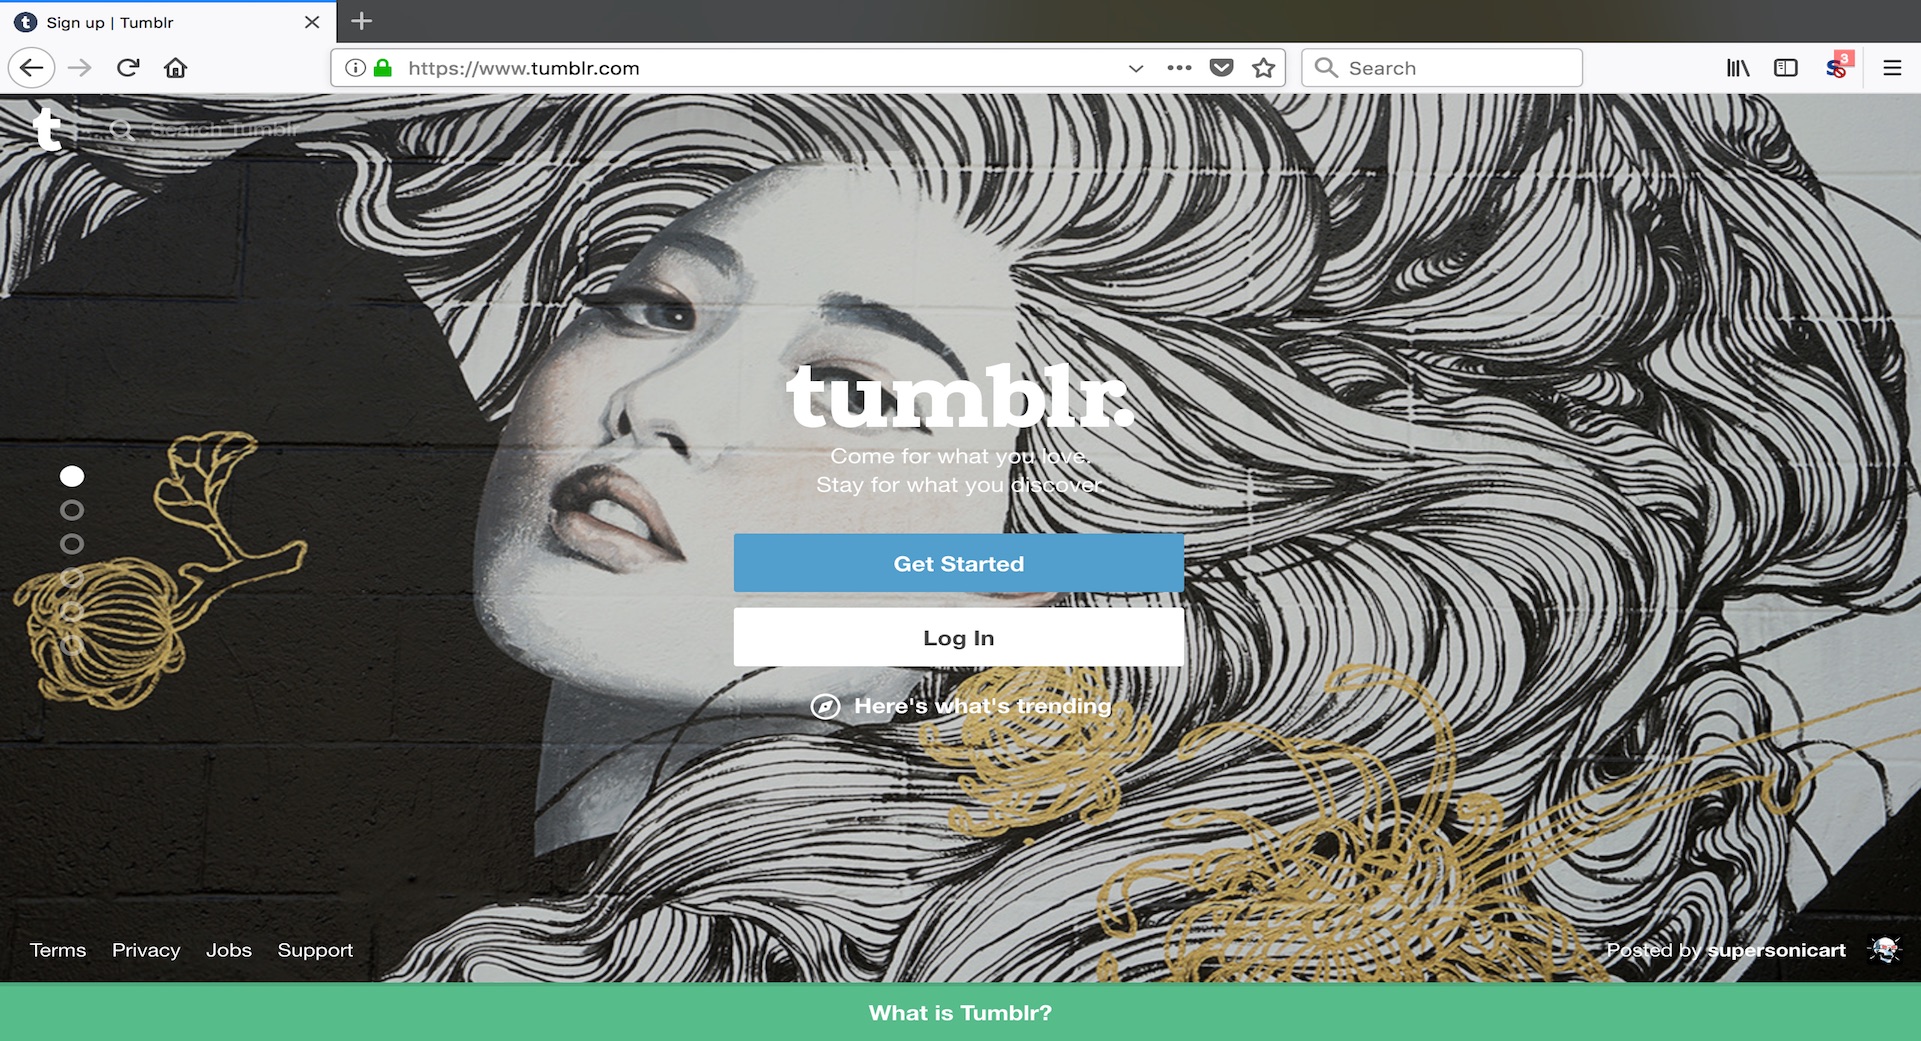 Sign up | Tumblr
https://www.tumblr.com
Search
3
t
Search Tumblr
tumblr.
Come for what you love.
Stay for what you discover.
Get Started
Log In
Here's what's trending
Terms Privacy Jobs Support
Posted by supersonicart
What is Tumblr?